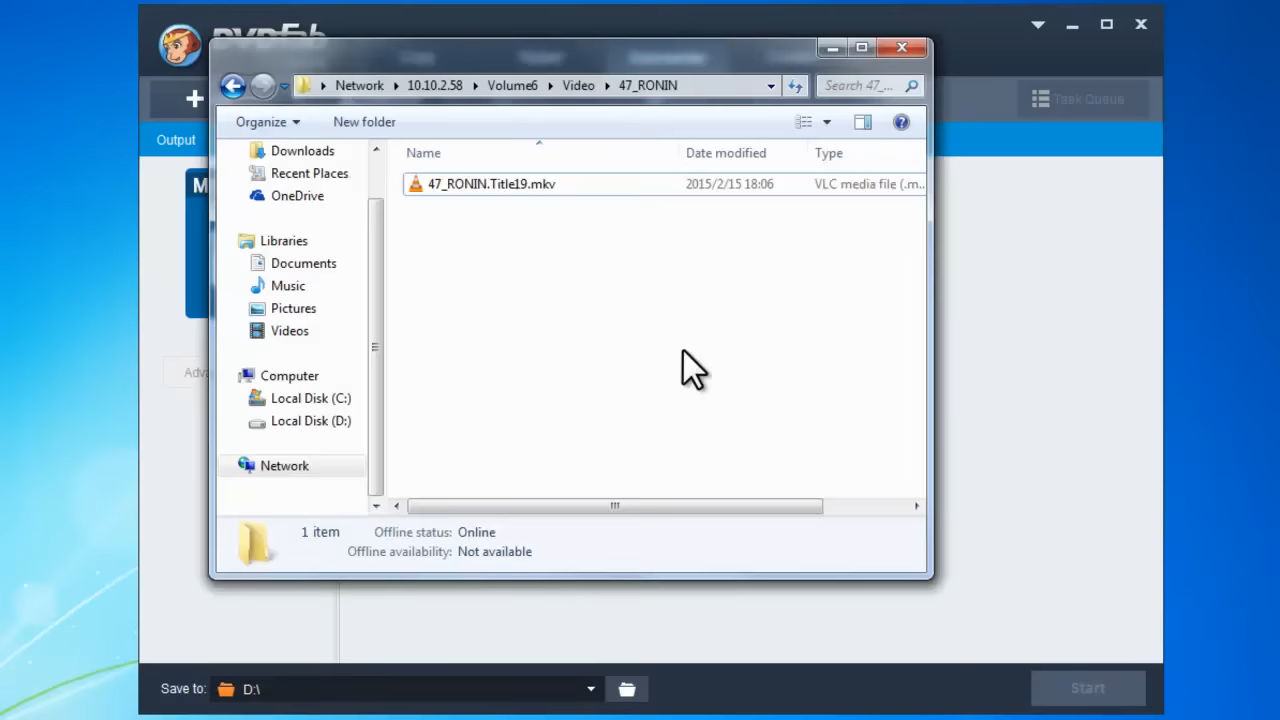 Network 10.10.2.58 Volume6 Video 47_RONIN Search 47_...
Organize New folder
Task Queue
Output
Downloads
Recent Places
OneDrive
Libraries
Documents
Music
Pictures
Videos
Computer
Local Disk (C:)
Local Disk (D:)
Network
Name Date modified Type
47_RONIN.Title19.mkv 2015/2/15 18:06 VLC media file (.m...
M
Adva
1 item Offline status: Online
Offline availability: Not available
Save to: D:\
Start